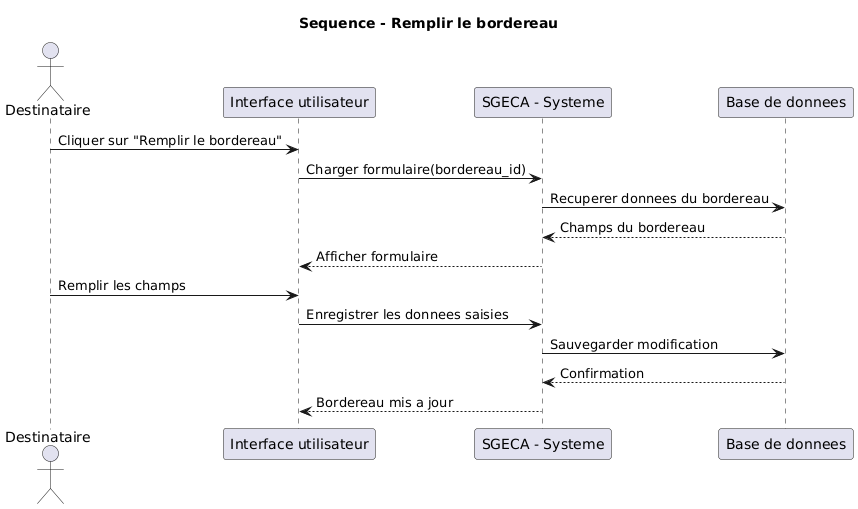 Sequence - Remplir le bordereau
Destinataire
Interface utilisateur
SGECA - Systeme
Base de donnees
Cliquer sur "Remplir le bordereau"
Charger formulaire(bordereau_id)
Recuperer donnees du bordereau
Champs du bordereau
Afficher formulaire
Remplir les champs
Enregistrer les donnees saisies
Sauvegarder modification
Confirmation
Bordereau mis a jour
Destinataire
Interface utilisateur
SGECA - Systeme
Base de donnees